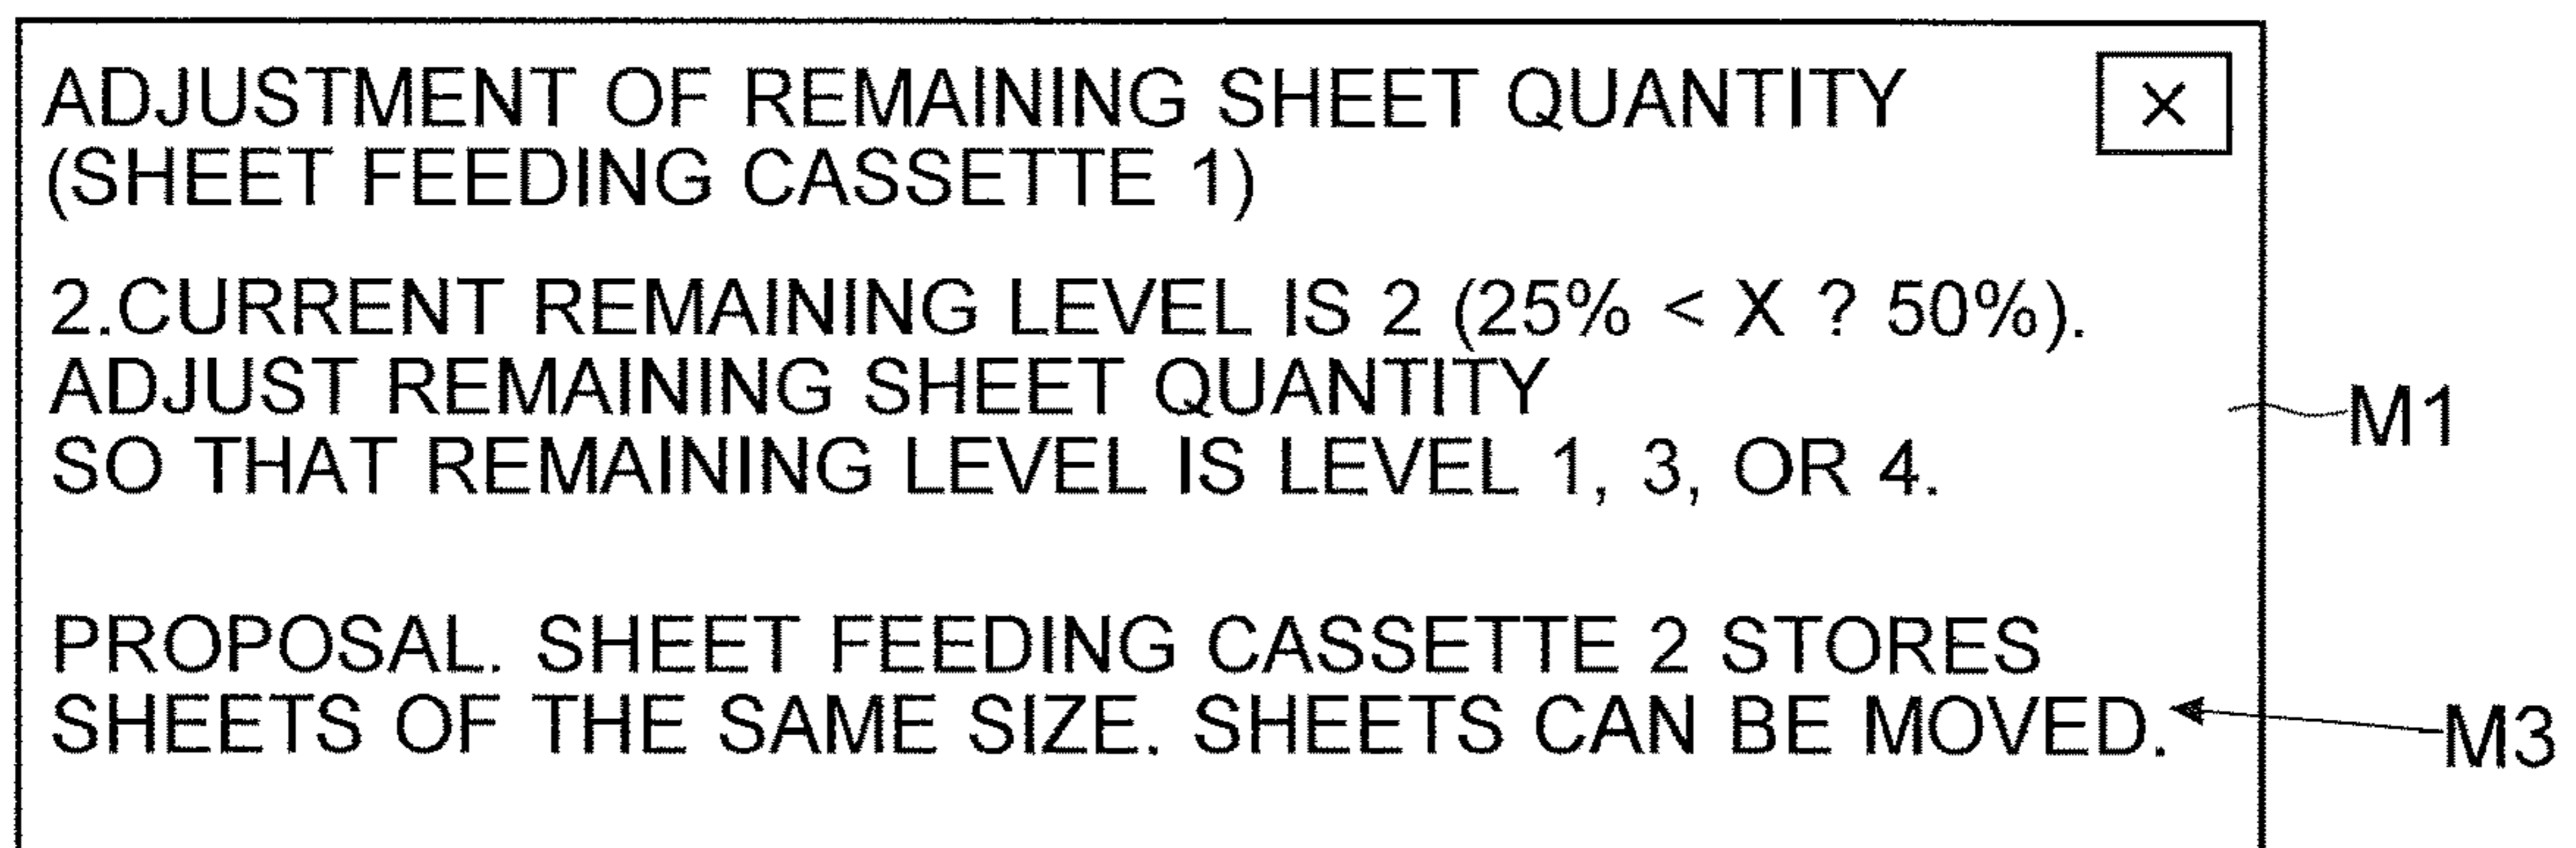 ADJUSTMENT OF REMAINING SHEET QUANTITY ×
(SHEET FEEDING CASSETTE 1)
2.CURRENT REMAINING LEVEL IS 2 (25% < X ? 50%).
ADJUST REMAINING SHEET QUANTITY
SO THAT REMAINING LEVEL IS LEVEL 1, 3, OR 4.
M1
PROPOSAL. SHEET FEEDING CASSETTE 2 STORES
SHEETS OF THE SAME SIZE. SHEETS CAN BE MOVED.
M3